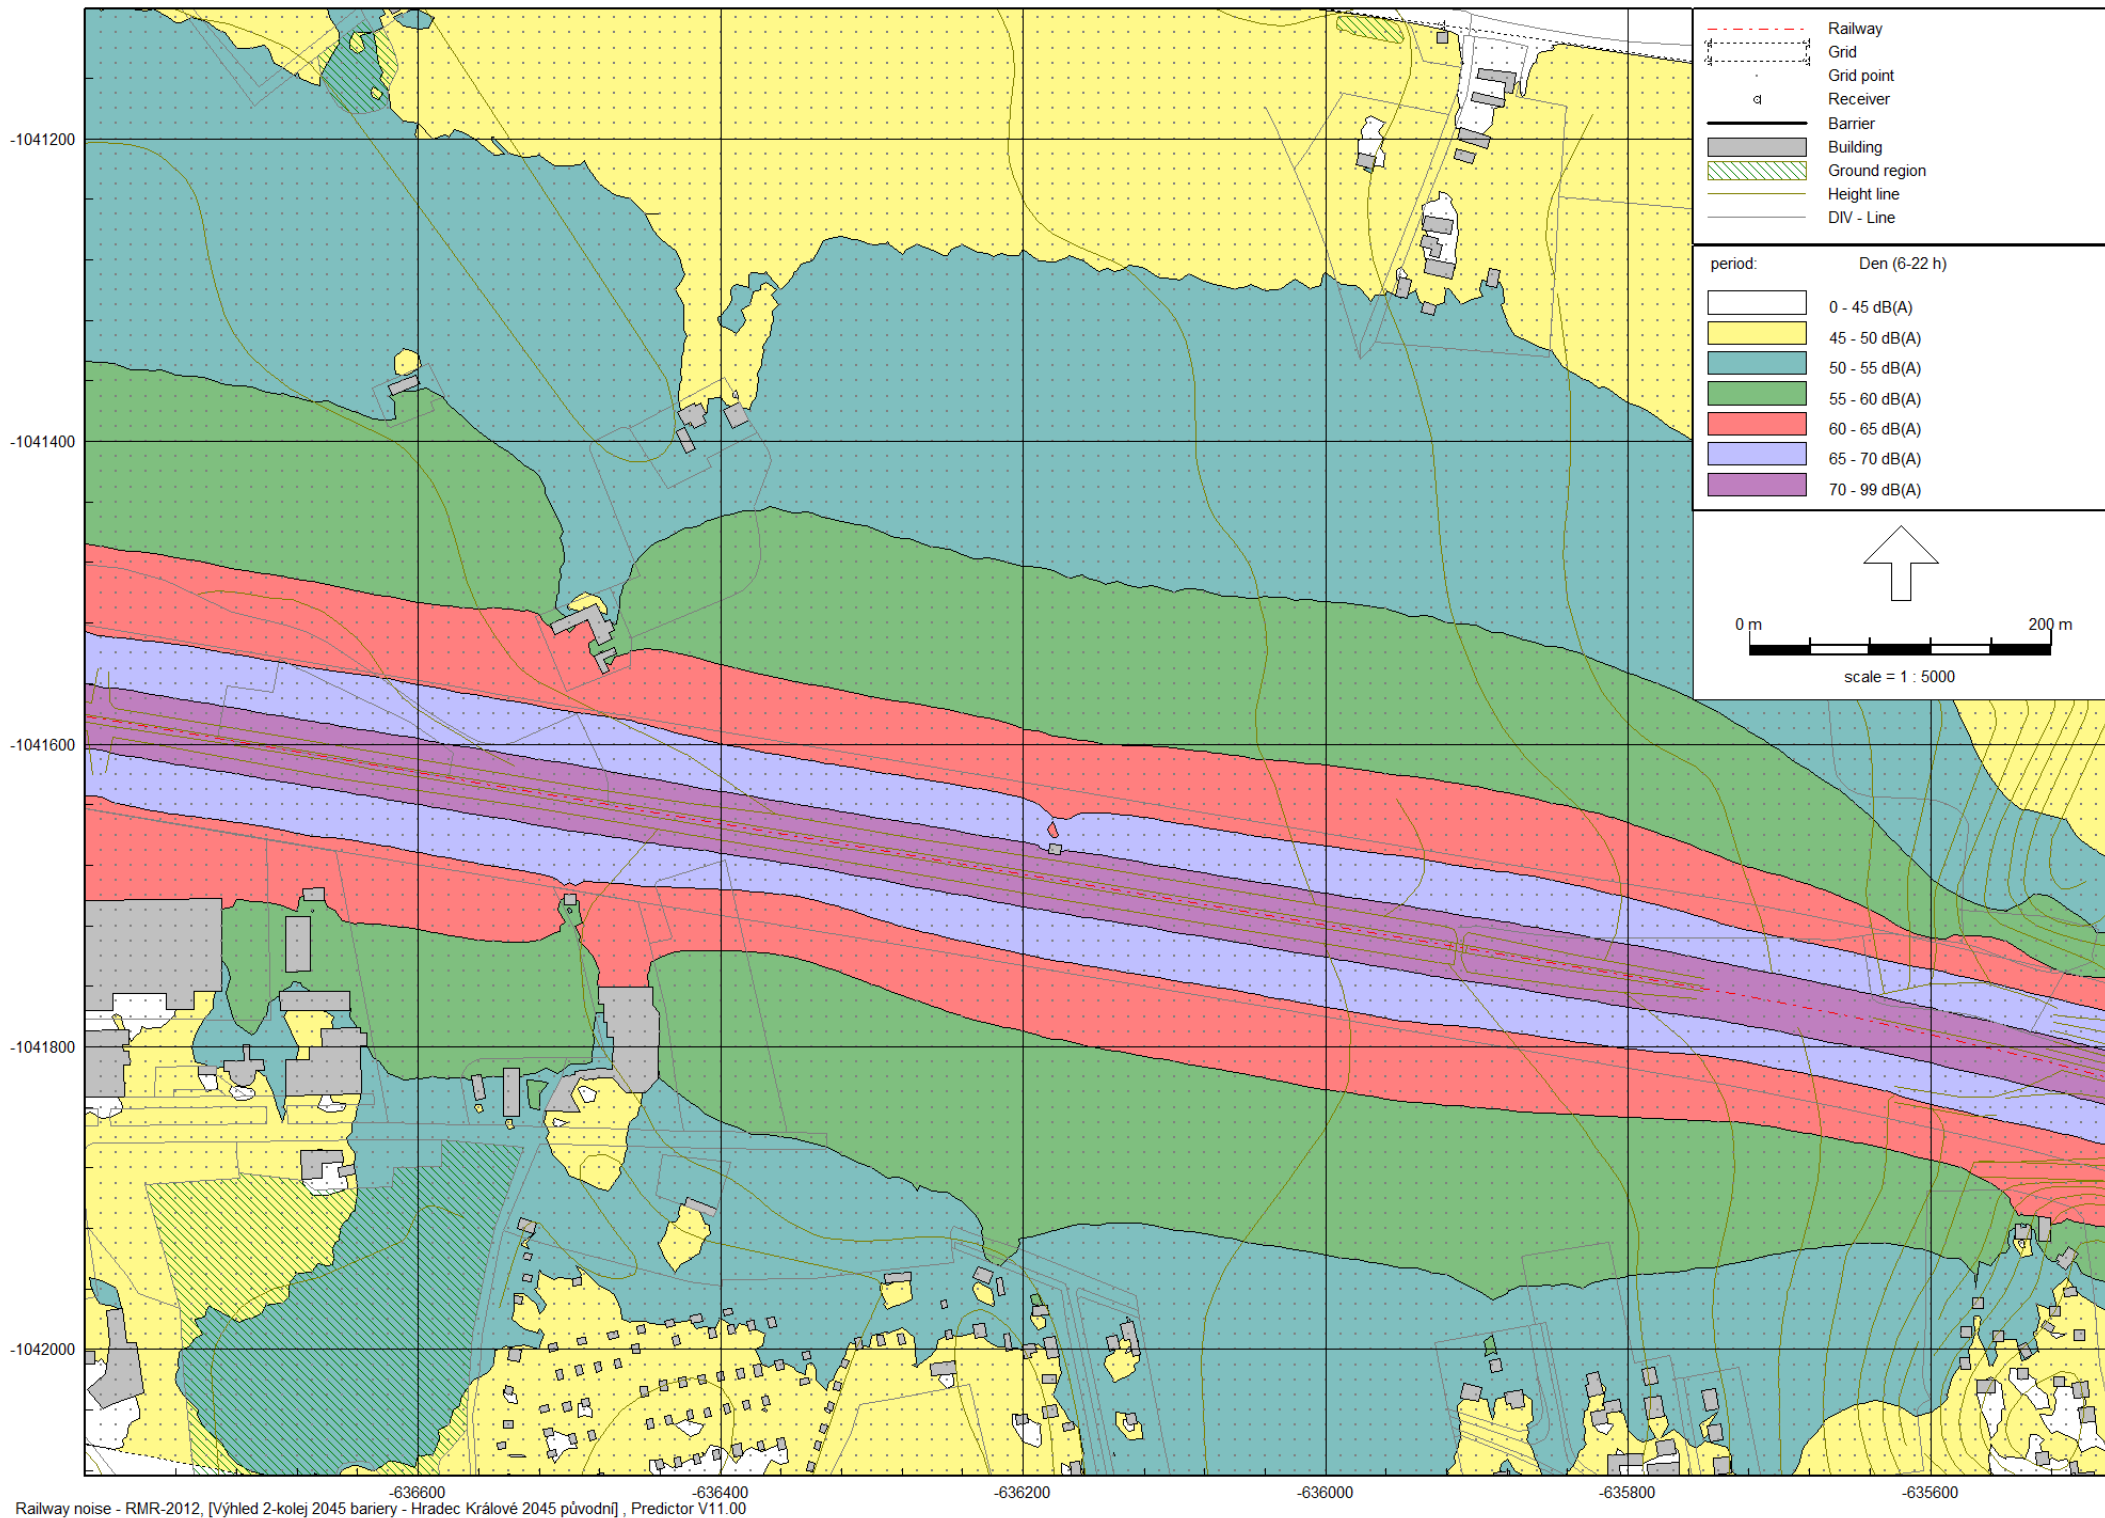 Railway
Grid
Grid point
Receiver
Barrier
Building
Ground region
Height line
DIV - Line
period: Den (6-22 h)
0 - 45 dB(A)
45 - 50 dB(A)
50 - 55 dB(A)
55 - 60 dB(A)
60 - 65 dB(A)
65 - 70 dB(A)
70 - 99 dB(A)
0 m 200 m
scale = 1 : 5000
-1041200
-1041400
-1041600
-1041800
-1042000
-636600 -636400 -636200 -636000 -635800 -635600
Railway noise - RMR-2012, [Výhled 2-kolej 2045 bariery - Hradec Králové 2045 původní] , Predictor V11.00